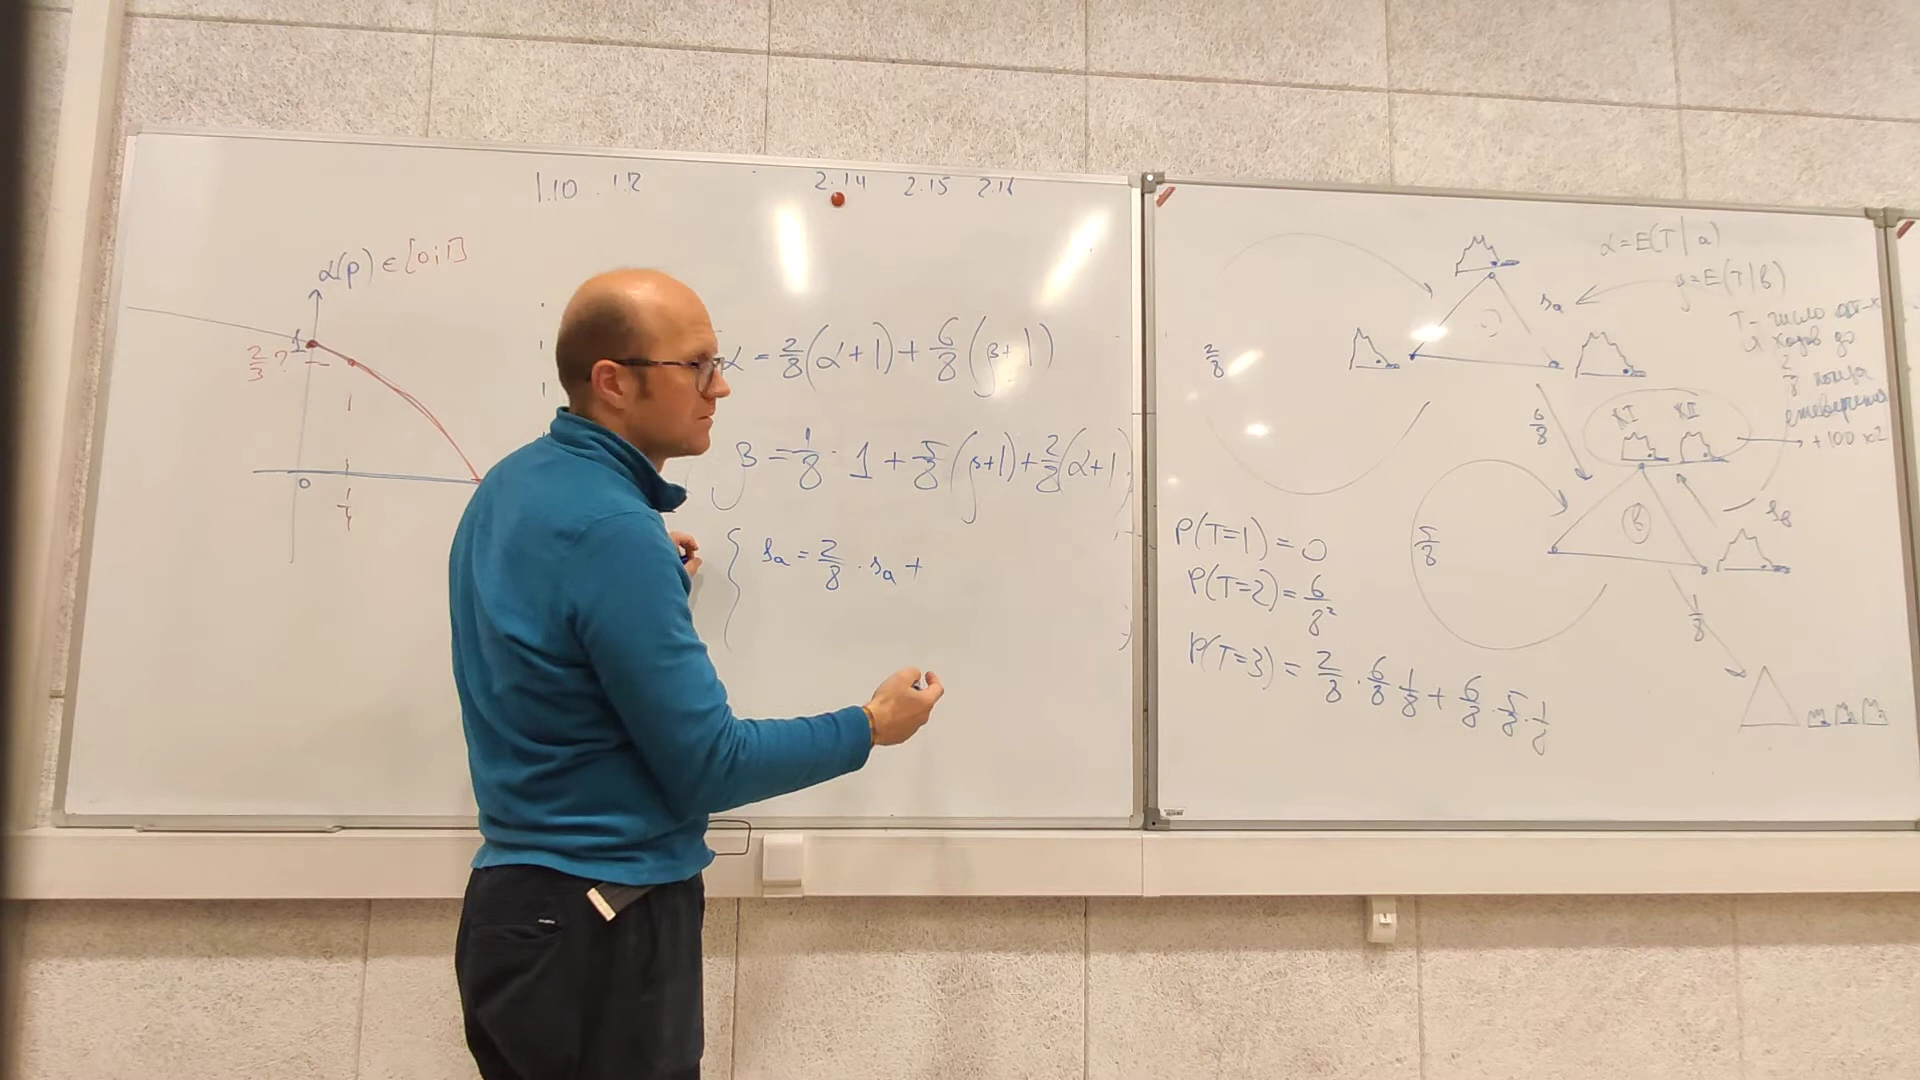 1.10 1.12 2.14 2.15 2.16
α(p) ∈ [0;1]
1
2/3 ?
0
1/4
α = 2/8 (α+1) + 6/8 (β+1)
β = 1/8 · 1 + 5/8 (β+1) + 2/8 (α+1)
{ s_a = 2/8 · s_a +
α = E(T|a)
β = E(T|b)
s_a
T – число
ходов до
2/8
6/8
XI XII
+100 x2
5/8
b
s_b
1/8
P(T=1) = 0
P(T=2) = 6/8²
P(T=3) = 2/8 · 6/8 1/8 + 6/8 · 5/8 · 1/8